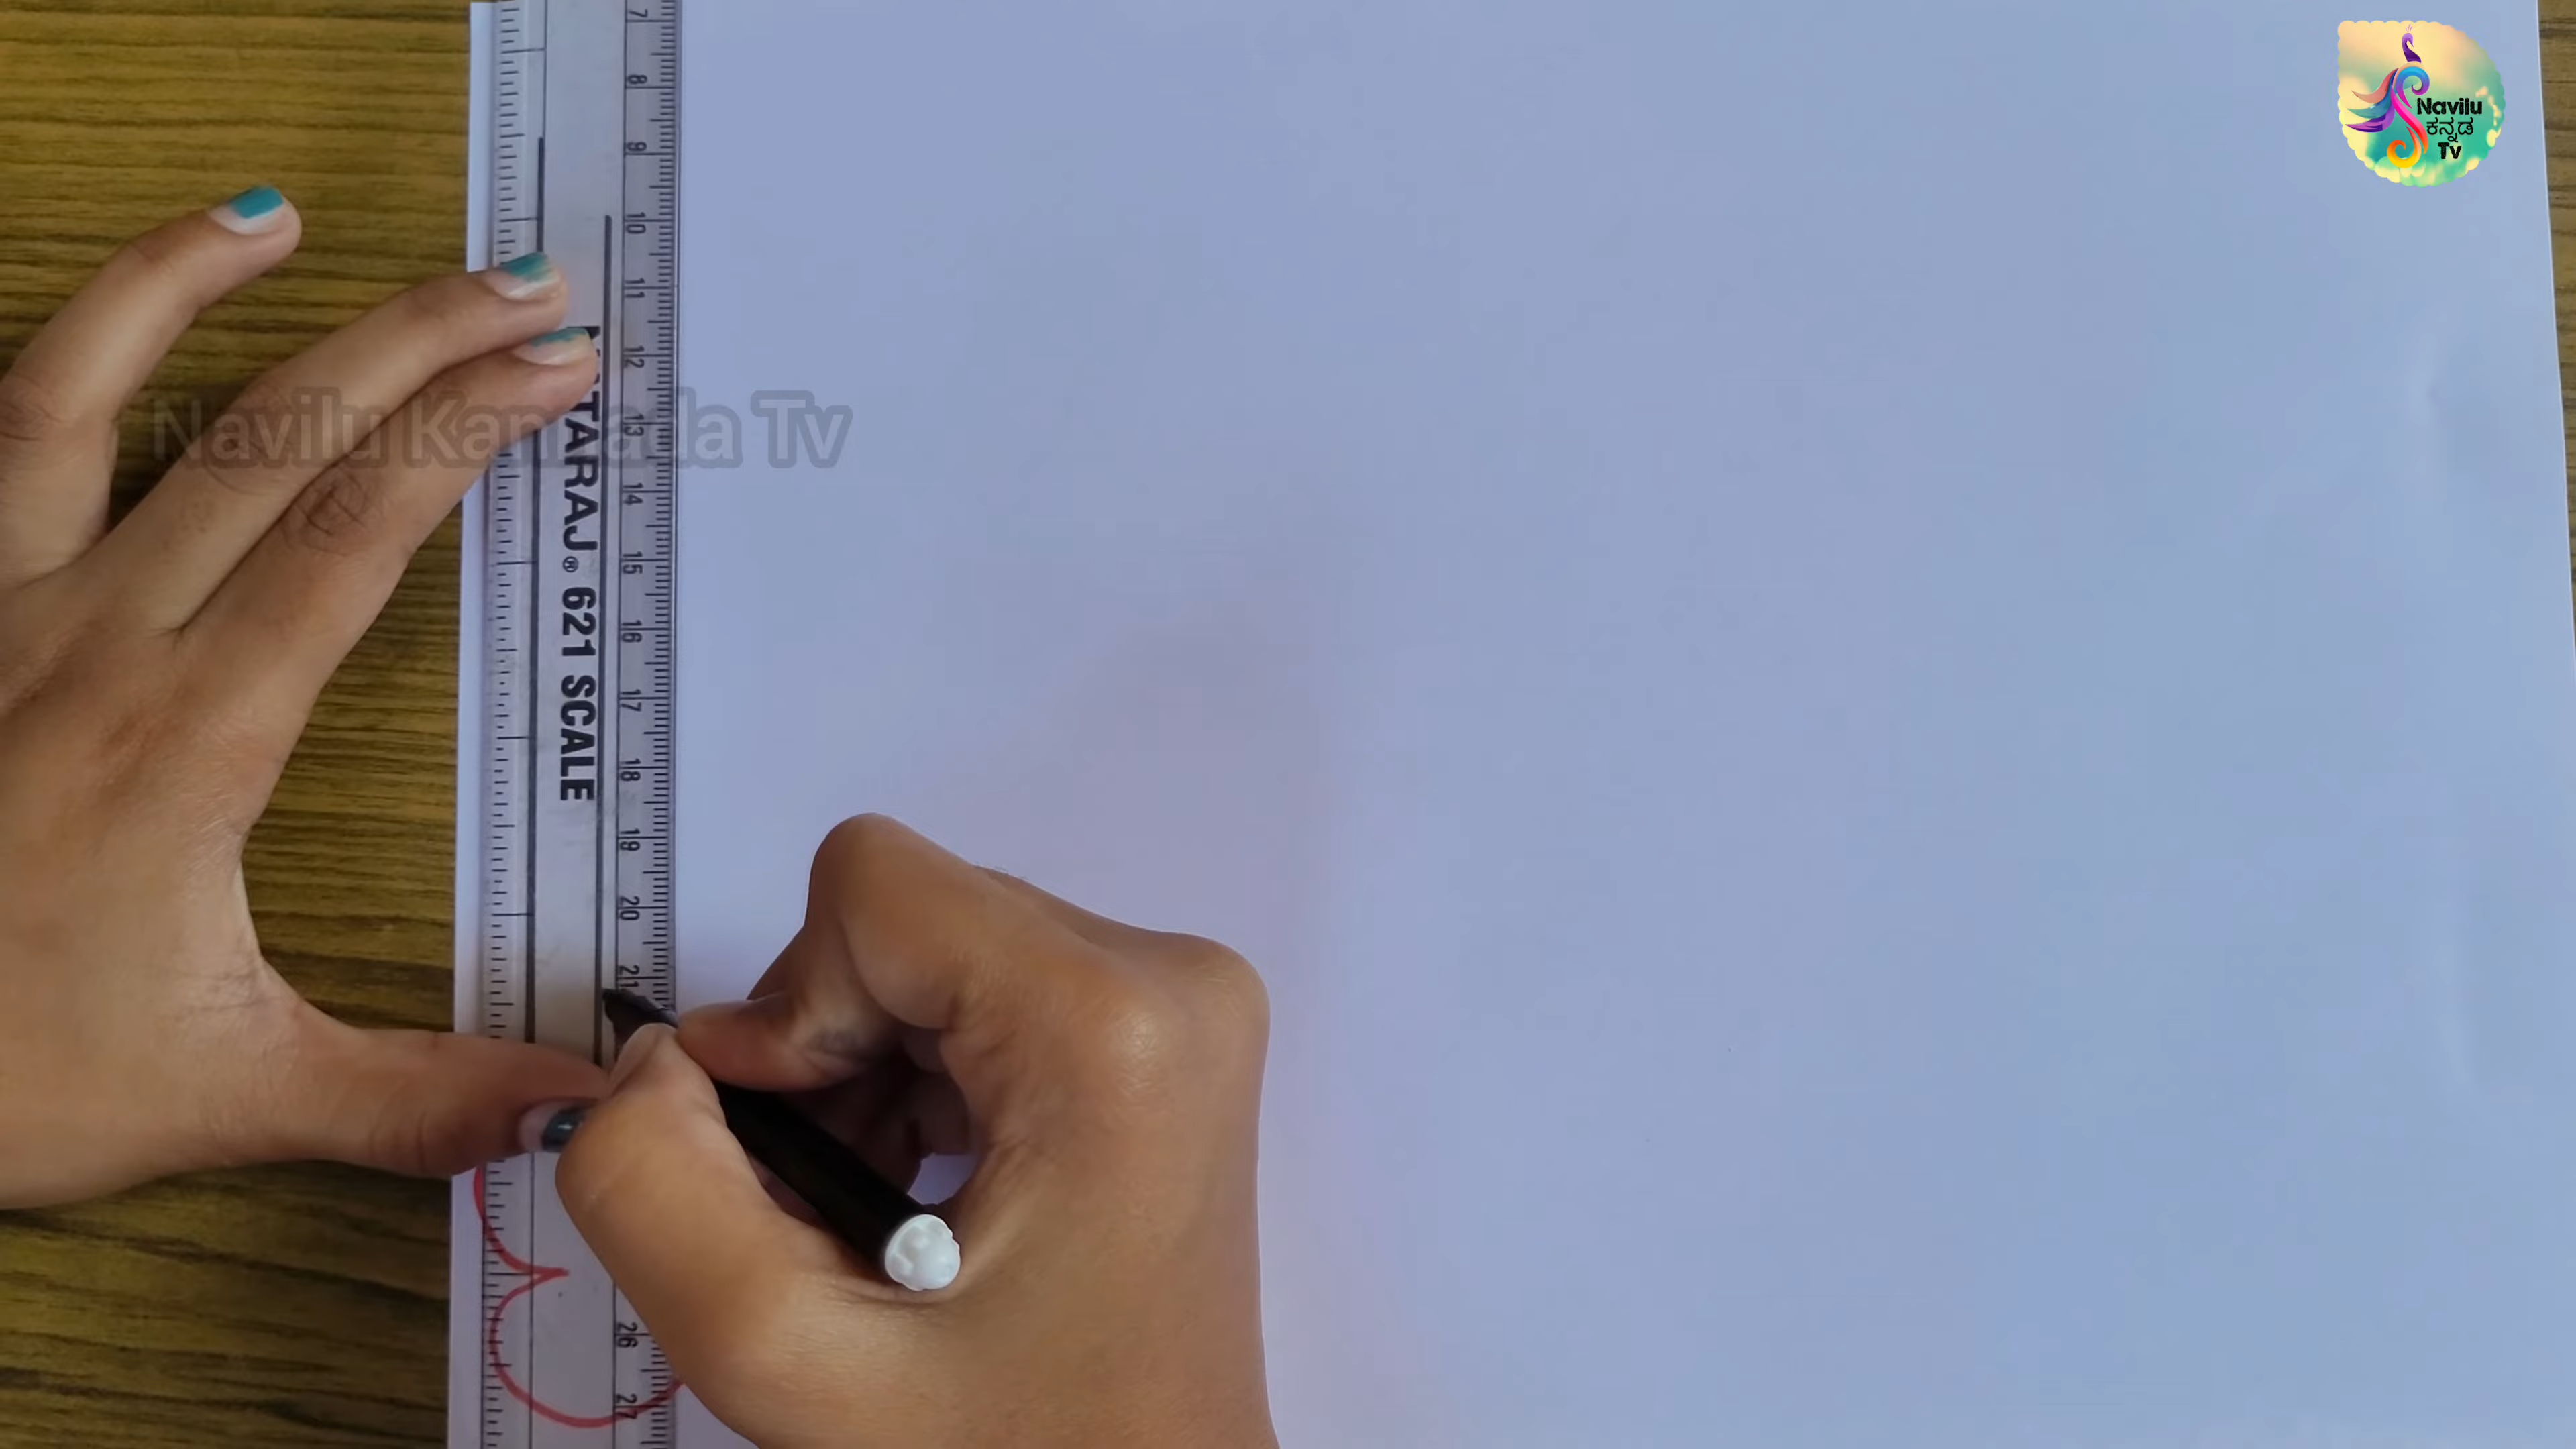 Navilu
ಕನ್ನಡ
Tv
Navilu Kannada Tv
NATARAJ® 621 SCALE
7 8 9 10 11 12 13 14 15 16 17 18 19 20 21 26 27